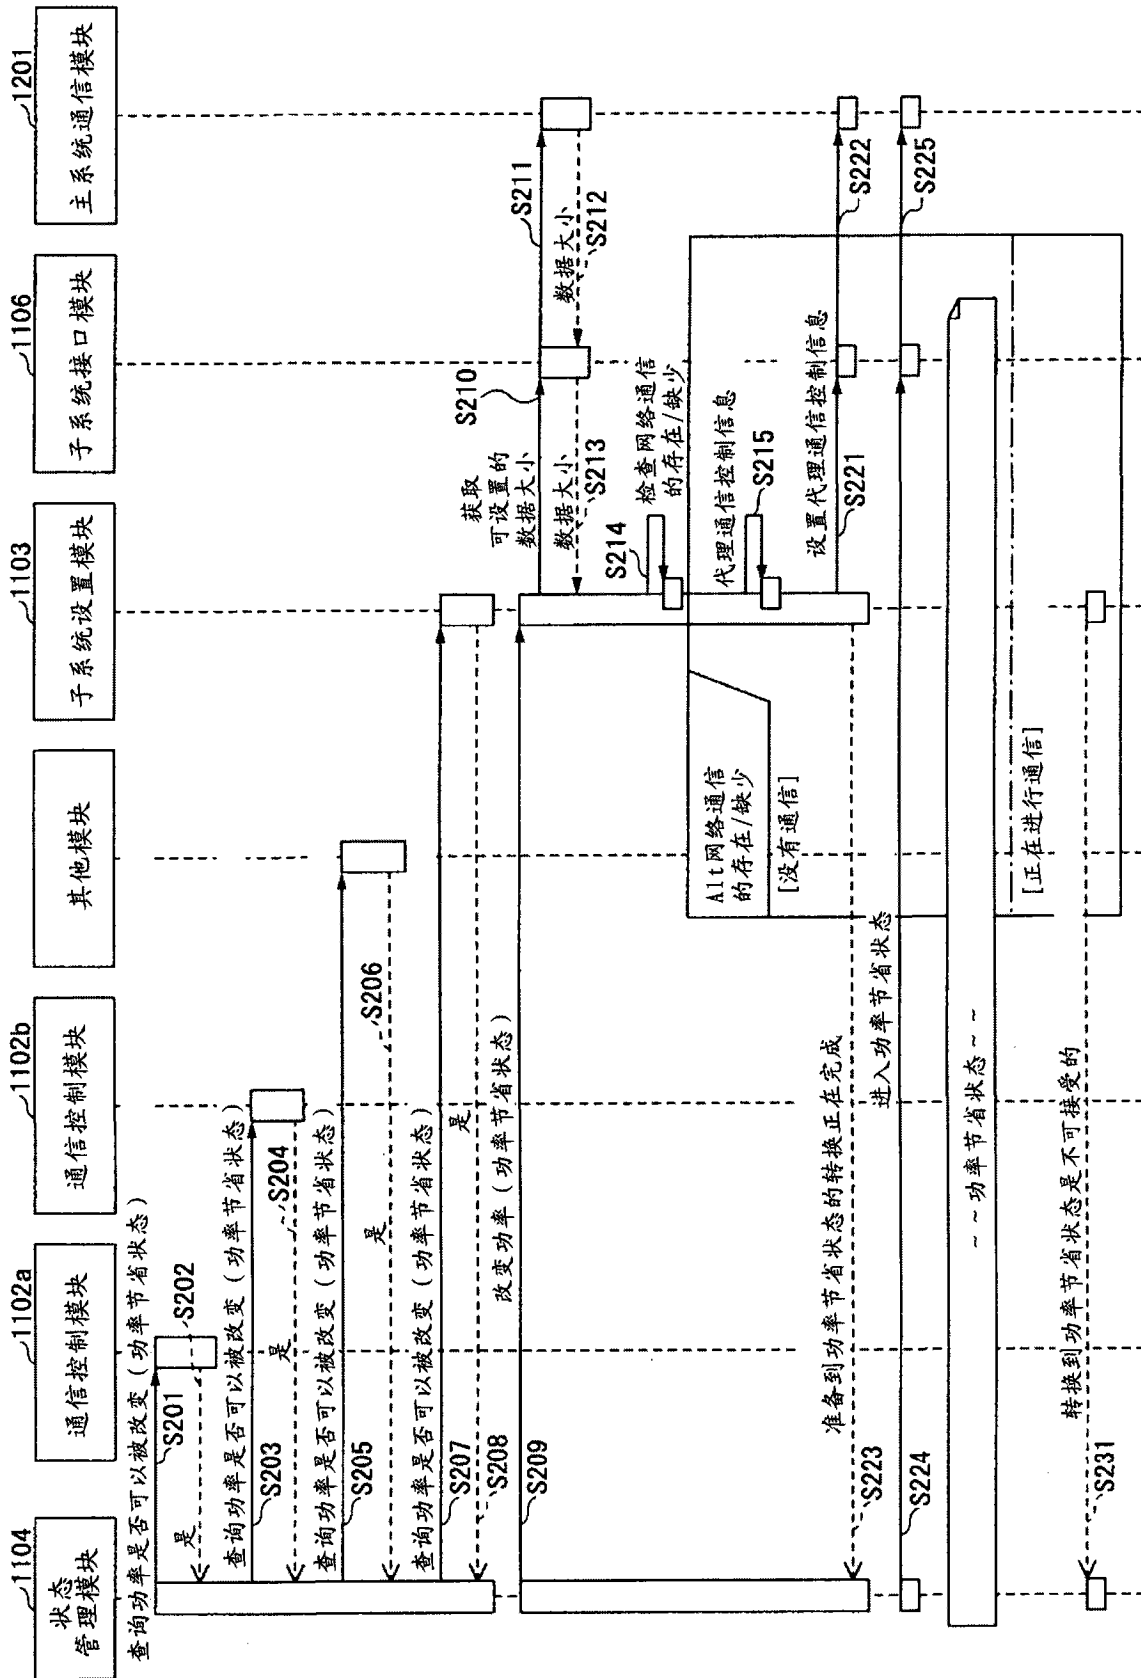 1104
状态
管理模块
1102a
通信控制模块
1102b
通信控制模块
其他模块
1103
子系统设置模块
1106
子系统接口模块
1201
主系统通信模块
查询功率是否可以被改变（功率节省状态）
S201
是
S202
查询功率是否可以被改变（功率节省状态）
S203
是
S204
查询功率是否可以被改变（功率节省状态）
S205
是
S206
查询功率是否可以被改变（功率节省状态）
S207
是
S208
改变功率（功率节省状态）
S209
获取
可设置的
数据大小
S210
S211
数据大小
S212
数据大小
S213
S214
检查网络通信
的存在/缺少
Alt网络通信
的存在/缺少
[没有通信]
代理通信控制信息
S215
设置代理通信控制信息
S221
S222
准备到功率节省状态的转换正在完成
S223
进入功率节省状态
S224
S225
～～功率节省状态～～
[正在进行通信]
转换到功率节省状态是不可接受的
S231